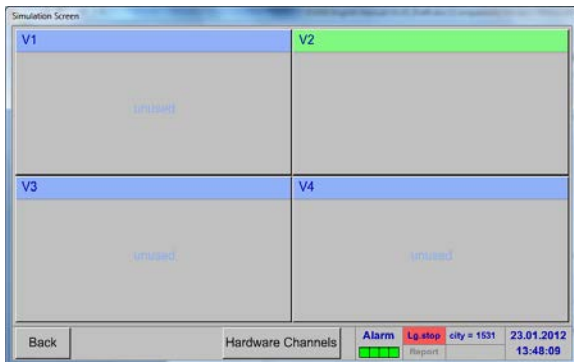 Simulation Screen
V1
V2
unused
V3
V4
unused
unused
Back
Hardware Channels
Alarm
Lg.stop
city = 1531
23.01.2012
Report
13:48:09